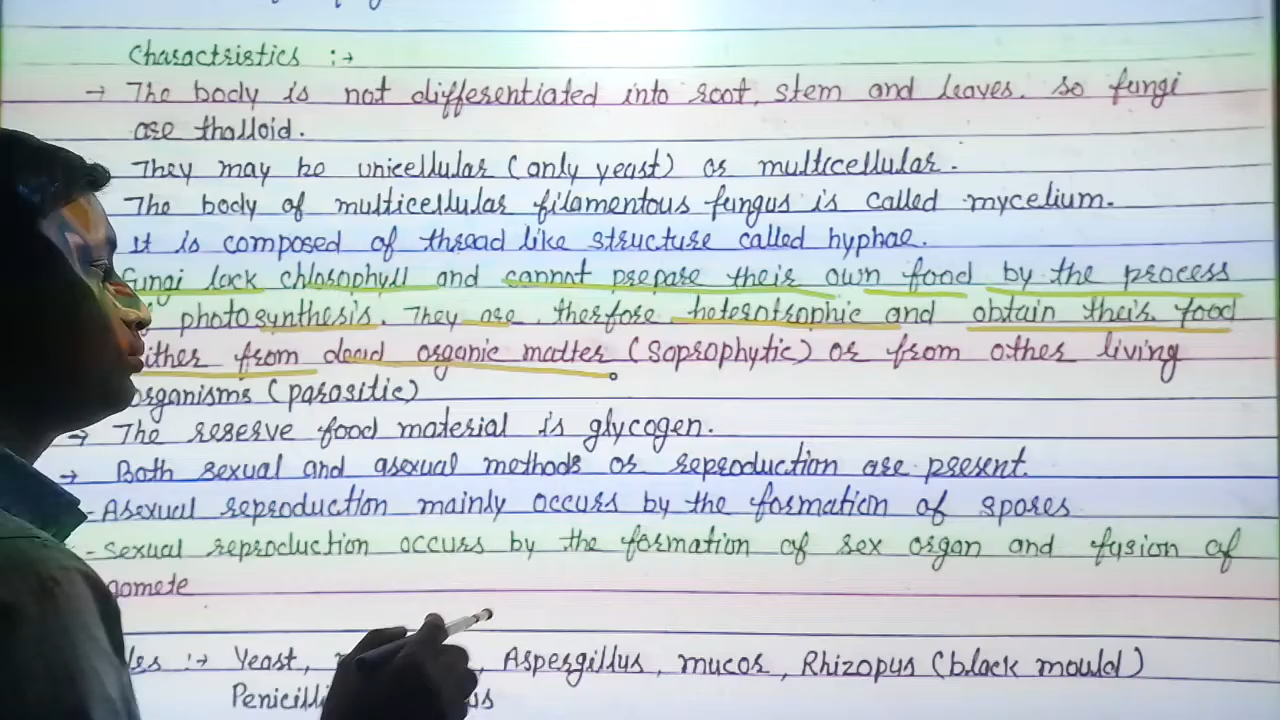 Charactristics :→
→ The body is not differentiated into root, stem and leaves. so fungi
are thalloid.
They may be unicellular (only yeast) or multicellular.
The body of multicellular filamentous fungus is called mycelium.
It is composed of thread like structure called hyphae.
fungi lack chlorophyll and cannot prepare their own food by the process
photosynthesis. They are therfore heterotrophic and obtain their food
from dead organic matter (Saprophytic) or from other living
organisms (parasitic)
→ The reserve food material is glycogen.
→ Both sexual and asexual methods of reproduction are present.
- Asexual reproduction mainly occurs by the formation of spores
- sexual reproduction occurs by the formation of sex organ and fusion of
:→ Yeast, , Aspergillus, mucor, Rhizopus (black mould)